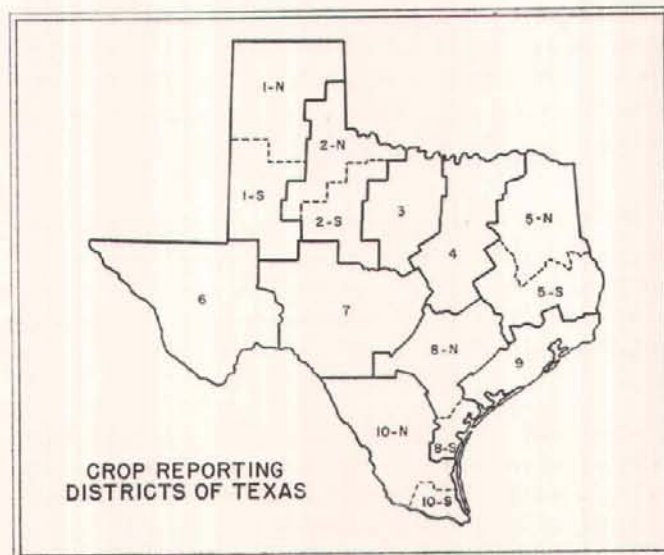 1-N
2-N
1-S
2-S
3
4
5-N
5-S
6
7
8-N
9
10-N
8-S
10-S
CROP REPORTING
DISTRICTS OF TEXAS